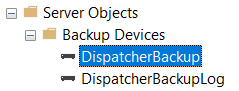 Server Objects
Backup Devices
DispatcherBackup
DispatcherBackupLog